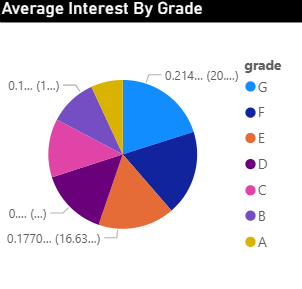 Average Interest By Grade
grade
0.214... (20....)
0.1... (1...)
G
F
E
D
C
B
A
0.... (...)
0.1770... (16.63...)